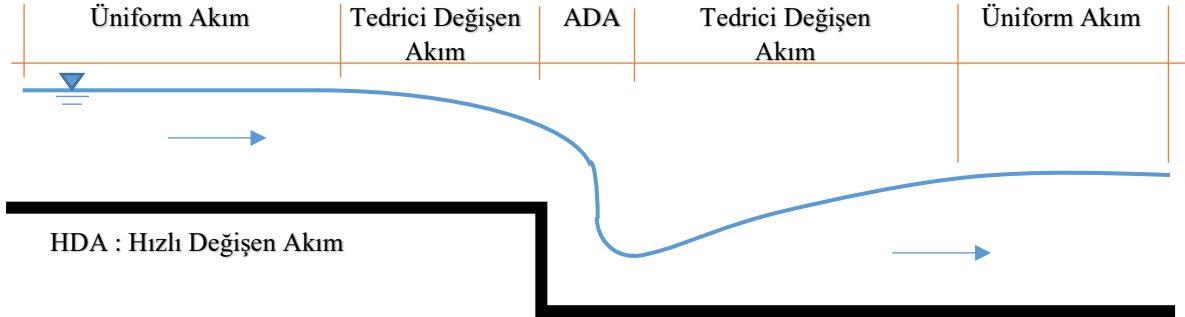 Üniform Akım
Tedrici Değişen
Akım
ADA
Tedrici Değişen
Akım
Üniform Akım
HDA : Hızlı Değişen Akım